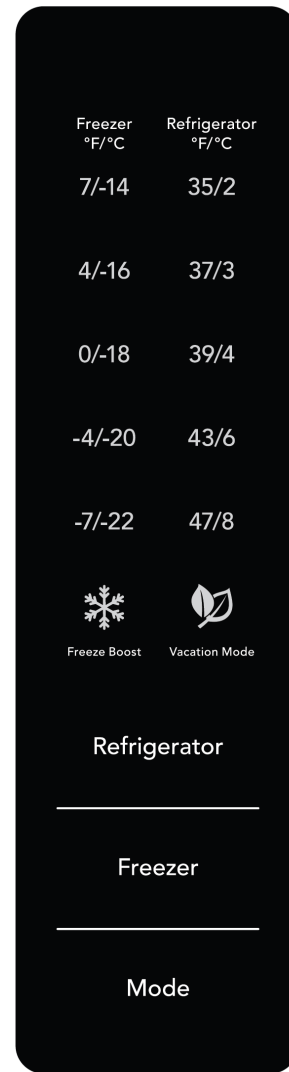 Freezer Refrigerator
°F/°C °F/°C
7/-14 35/2
4/-16 37/3
0/-18 39/4
-4/-20 43/6
-7/-22 47/8
Freeze Boost Vacation Mode
Refrigerator
Freezer
Mode